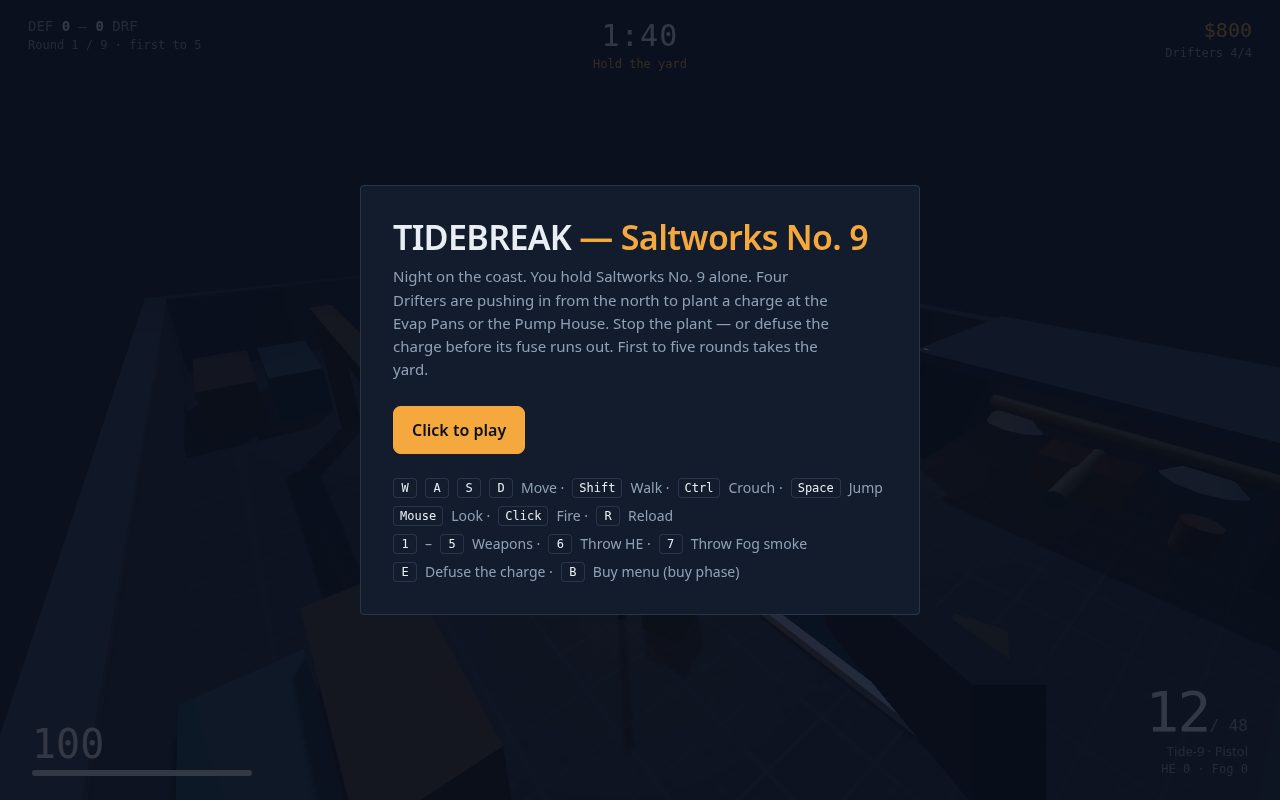 DEF 0 – 0 DRF
Round 1 / 9 · first to 5
1:40
Hold the yard
$800
Drifters 4/4
TIDEBREAK — Saltworks No. 9
Night on the coast. You hold Saltworks No. 9 alone. Four
Drifters are pushing in from the north to plant a charge at the
Evap Pans or the Pump House. Stop the plant — or defuse the
charge before its fuse runs out. First to five rounds takes the
yard.
Click to play
W A S D Move · Shift Walk · Ctrl Crouch · Space Jump
Mouse Look · Click Fire · R Reload
1 – 5 Weapons · 6 Throw HE · 7 Throw Fog smoke
E Defuse the charge · B Buy menu (buy phase)
100
12 / 48
Tide-9 · Pistol
HE 0 · Fog 0